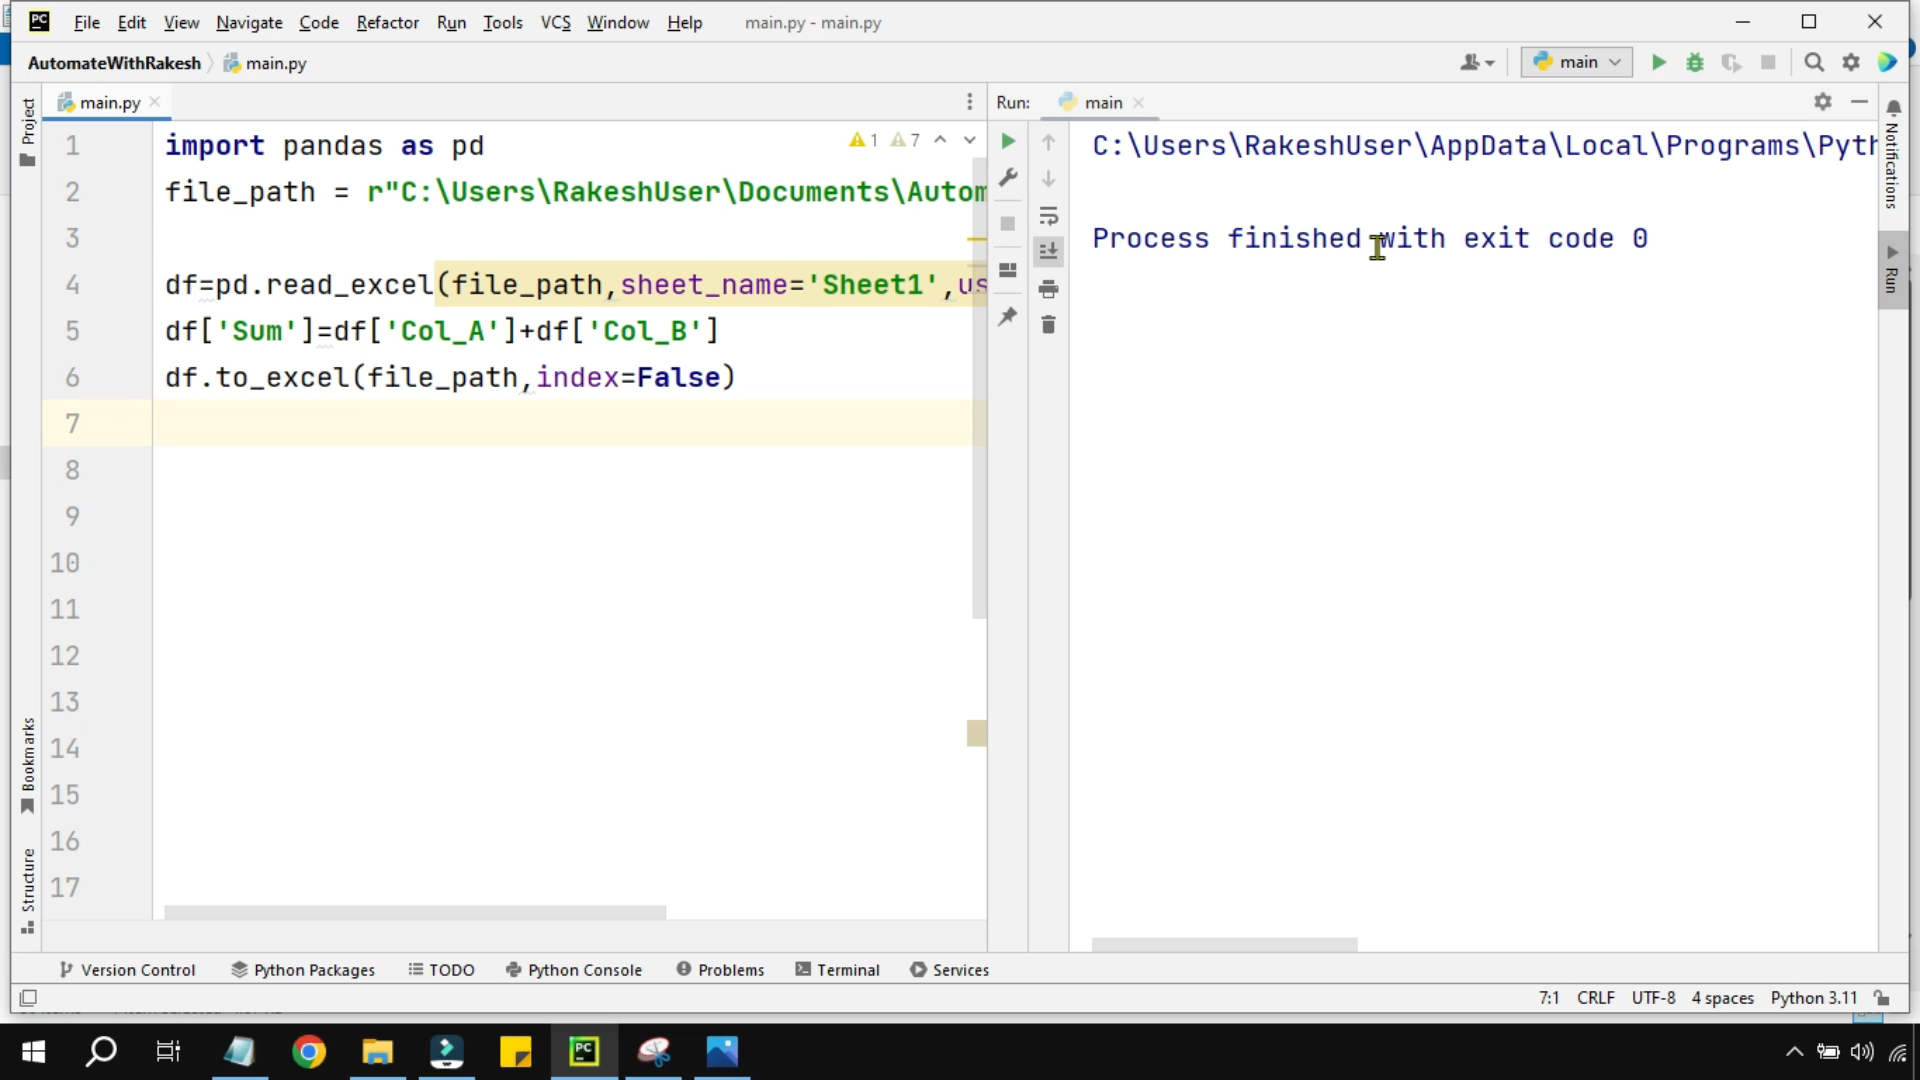 File Edit View Navigate Code Refactor Run Tools VCS Window Help main.py - main.py
AutomateWithRakesh main.py
main
main.py
Run: main
Project
Bookmarks
Structure
1 import pandas as pd
2 file_path = r"C:\Users\RakeshUser\Documents\Autom
3
4 df=pd.read_excel(file_path,sheet_name='Sheet1',us
5 df['Sum']=df['Col_A']+df['Col_B']
6 df.to_excel(file_path,index=False)
7
8
9
10
11
12
13
14
15
16
17
1 7
C:\Users\RakeshUser\AppData\Local\Programs\Pyth
Process finished with exit code 0
Notifications
Run
Version Control Python Packages TODO Python Console Problems Terminal Services
7:1 CRLF UTF-8 4 spaces Python 3.11
PC
PC